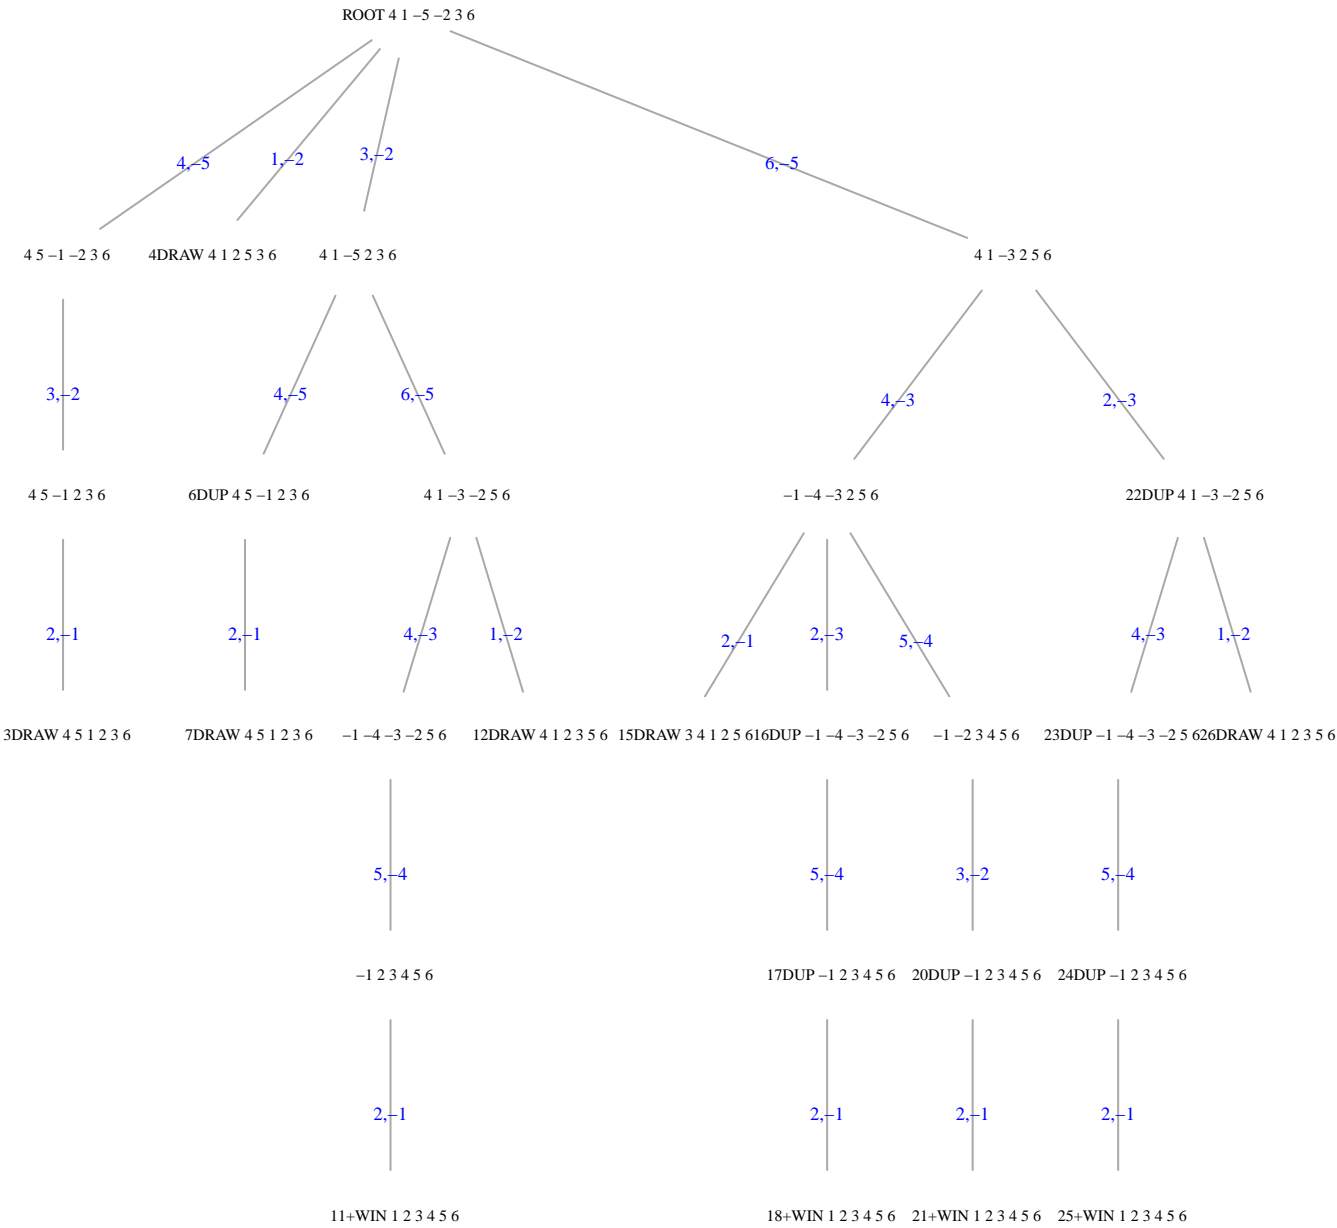 ROOT 4 1 –5 –2 3 6
4,–5
1,–2
3,–2
6,–5
4 5 –1 –2 3 6
4DRAW 4 1 2 5 3 6
4 1 –5 2 3 6
4 1 –3 2 5 6
3,–2
4,–5
6,–5
4,–3
2,–3
4 5 –1 2 3 6
6DUP 4 5 –1 2 3 6
4 1 –3 –2 5 6
–1 –4 –3 2 5 6
22DUP 4 1 –3 –2 5 6
2,–1
2,–1
4,–3
1,–2
2,–1
2,–3
5,–4
4,–3
1,–2
3DRAW 4 5 1 2 3 6
7DRAW 4 5 1 2 3 6
–1 –4 –3 –2 5 6
12DRAW 4 1 2 3 5 6
15DRAW 3 4 1 2 5 6
16DUP –1 –4 –3 –2 5 6
–1 –2 3 4 5 6
23DUP –1 –4 –3 –2 5 6
26DRAW 4 1 2 3 5 6
5,–4
5,–4
3,–2
5,–4
–1 2 3 4 5 6
17DUP –1 2 3 4 5 6
20DUP –1 2 3 4 5 6
24DUP –1 2 3 4 5 6
2,–1
2,–1
2,–1
2,–1
11+WIN 1 2 3 4 5 6
18+WIN 1 2 3 4 5 6
21+WIN 1 2 3 4 5 6
25+WIN 1 2 3 4 5 6